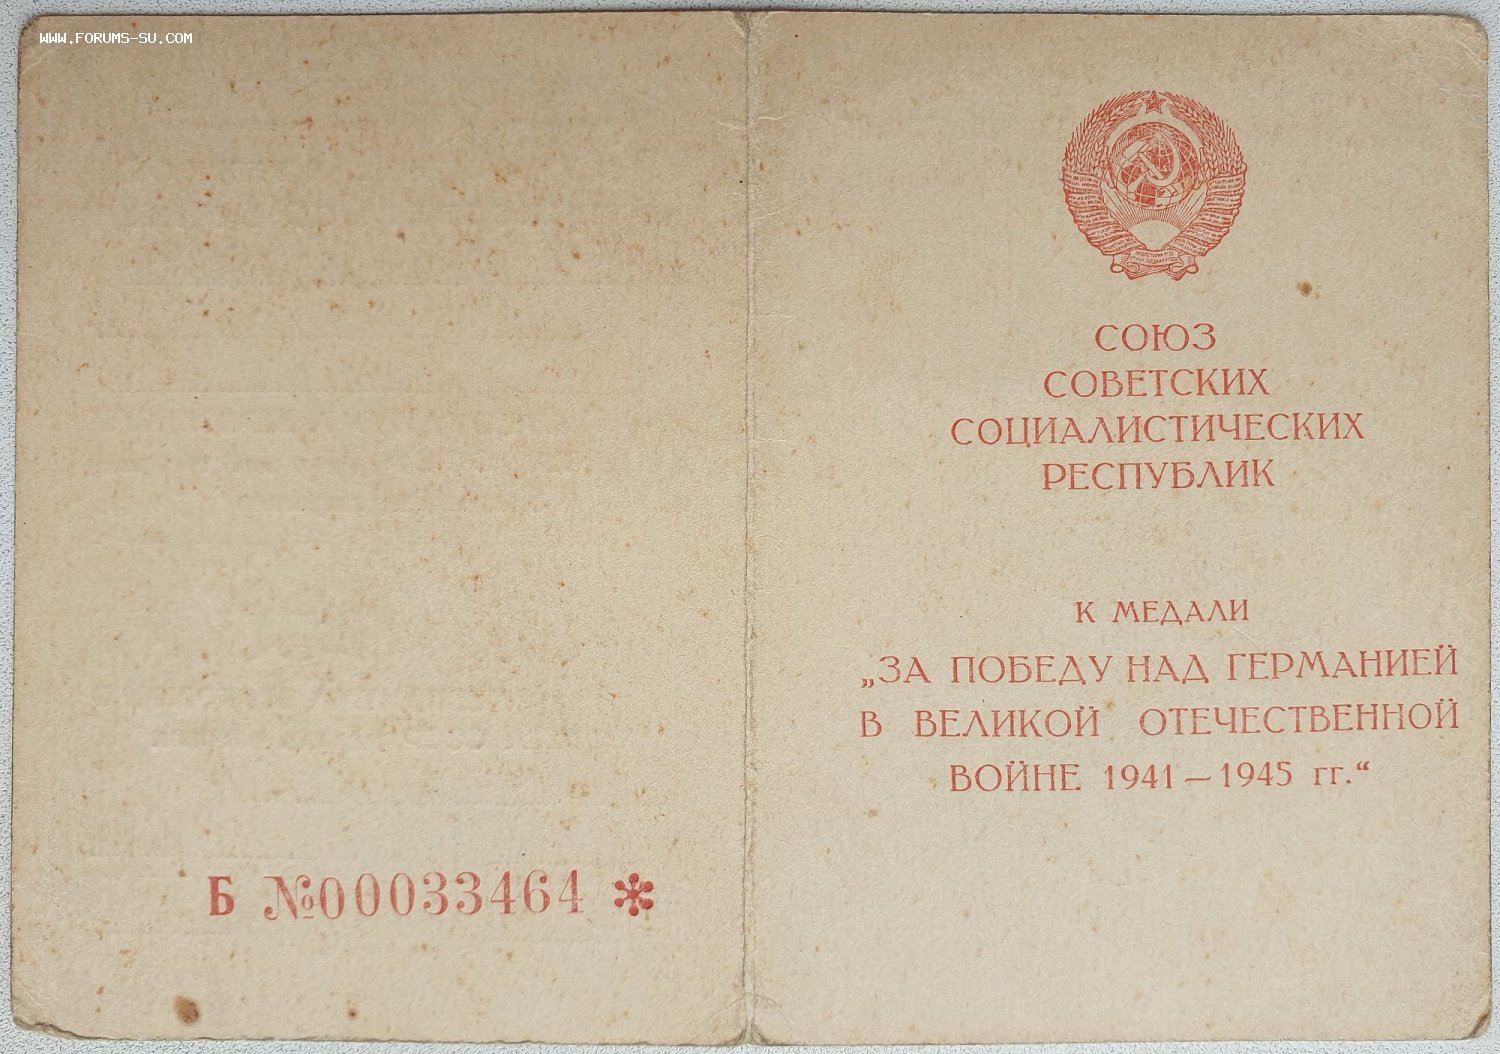 WWW.FORUMS-SU.COM
Б №00033464 *
СОЮЗ
СОВЕТСКИХ
СОЦИАЛИСТИЧЕСКИХ
РЕСПУБЛИК
К МЕДАЛИ
„ЗА ПОБЕДУ НАД ГЕРМАНИЕЙ
В ВЕЛИКОЙ ОТЕЧЕСТВЕННОЙ
ВОЙНЕ 1941—1945 гг.“